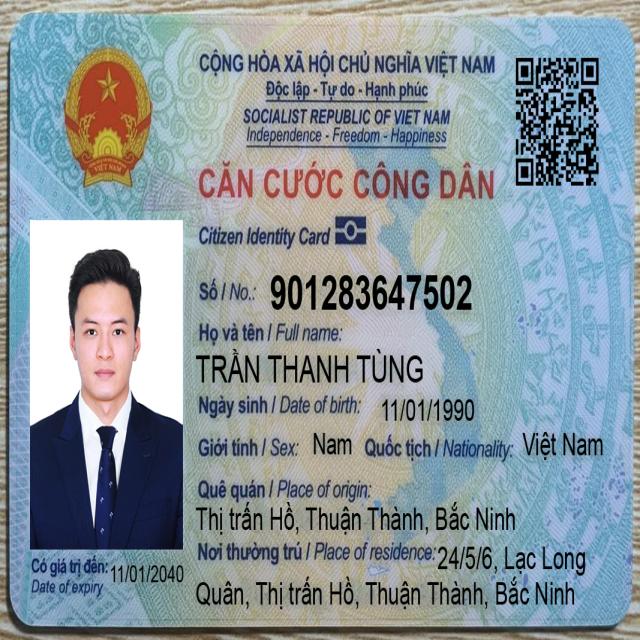 CỘNG HÒA XÃ HỘI CHỦ NGHĨA VIỆT NAM
Độc lập - Tự do - Hạnh phúc
SOCIALIST REPUBLIC OF VIET NAM
Independence - Freedom - Happiness
CĂN CƯỚC CÔNG DÂN
Citizen Identity Card
VIỆT NAM
Số / No.: 901283647502
Họ và tên / Full name:
TRẦN THANH TÙNG
Ngày sinh / Date of birth: 11/01/1990
Giới tính / Sex: Nam Quốc tịch / Nationality: Việt Nam
Quê quán / Place of origin:
Thị trấn Hồ, Thuận Thành, Bắc Ninh
Nơi thường trú / Place of residence: 24/5/6, Lạc Long
Quân, Thị trấn Hồ, Thuận Thành, Bắc Ninh
Có giá trị đến: 11/01/2040
Date of expiry